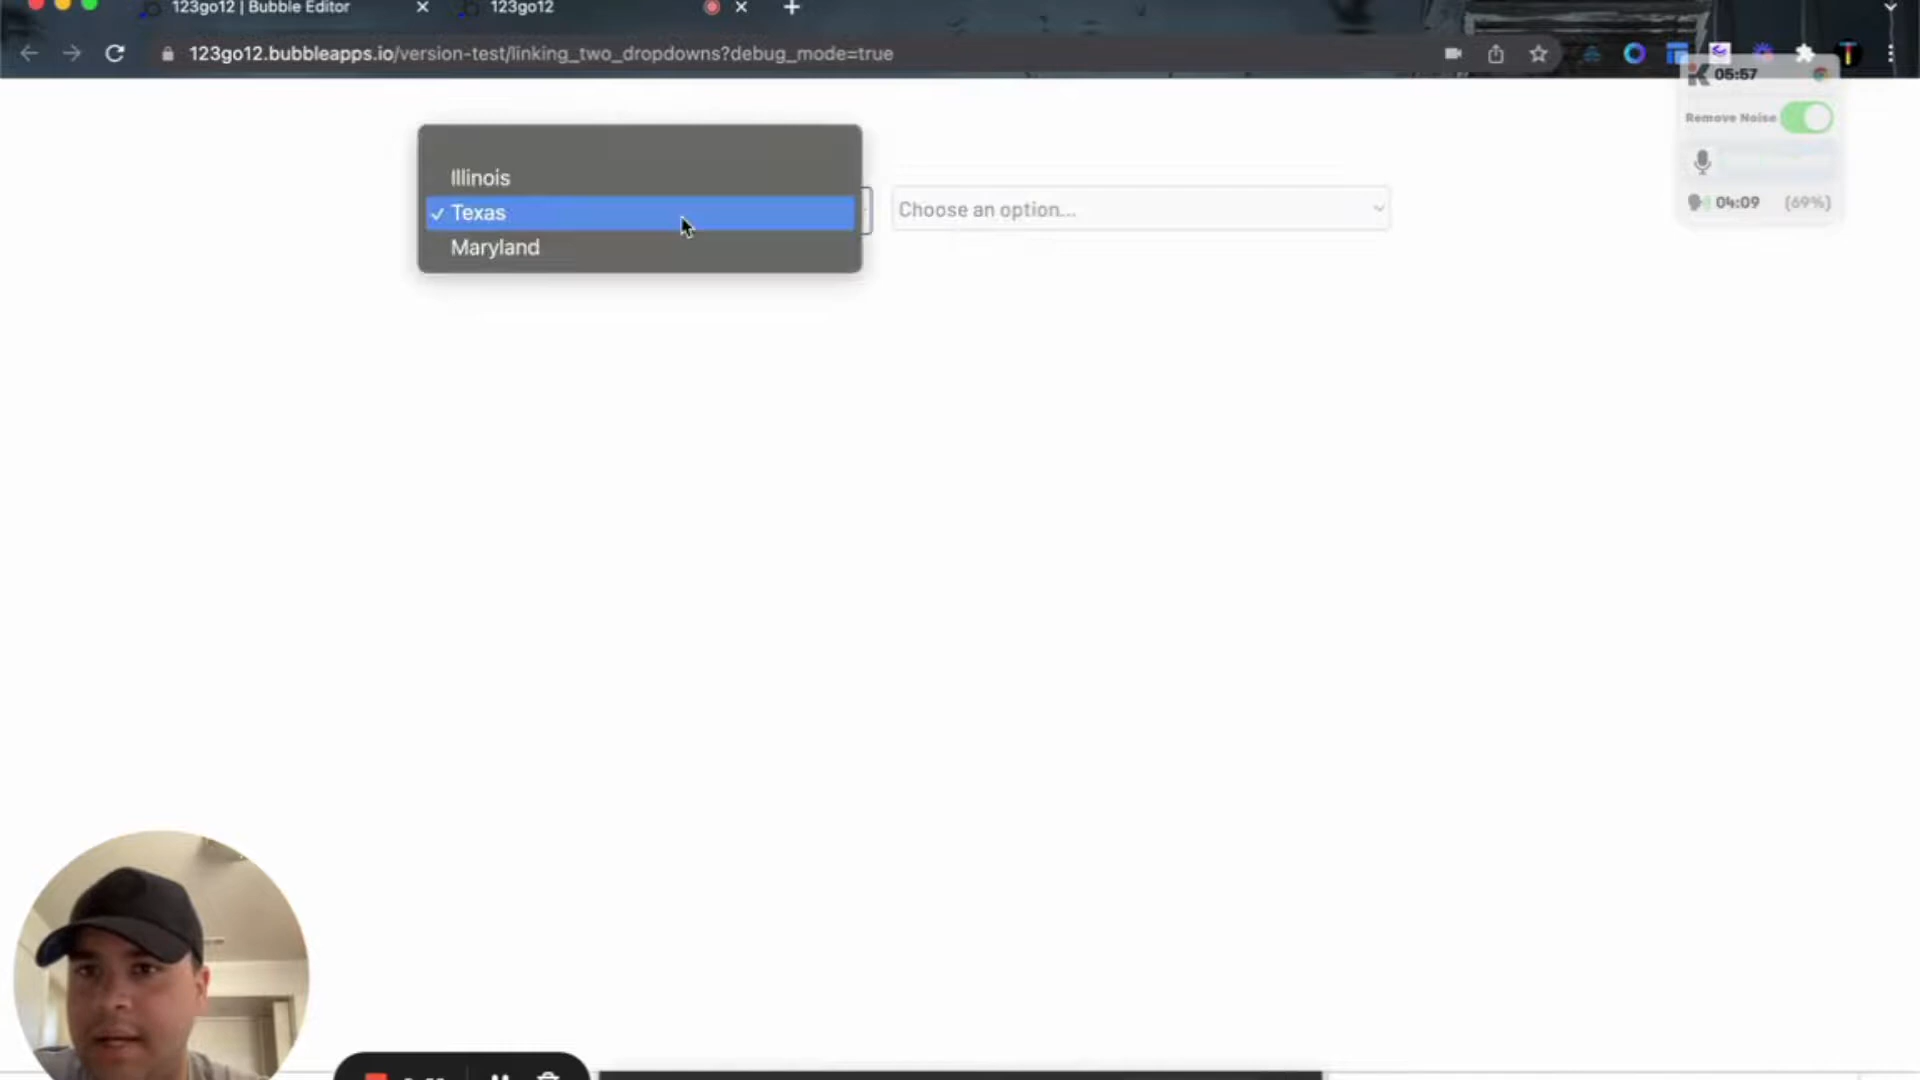 123go12 | Bubble Editor
123go12
123go12.bubbleapps.io/version-test/linking_two_dropdowns?debug_mode=true
05:57
Remove Noise
04:09 (69%)
Illinois
✓ Texas
Maryland
Choose an option...